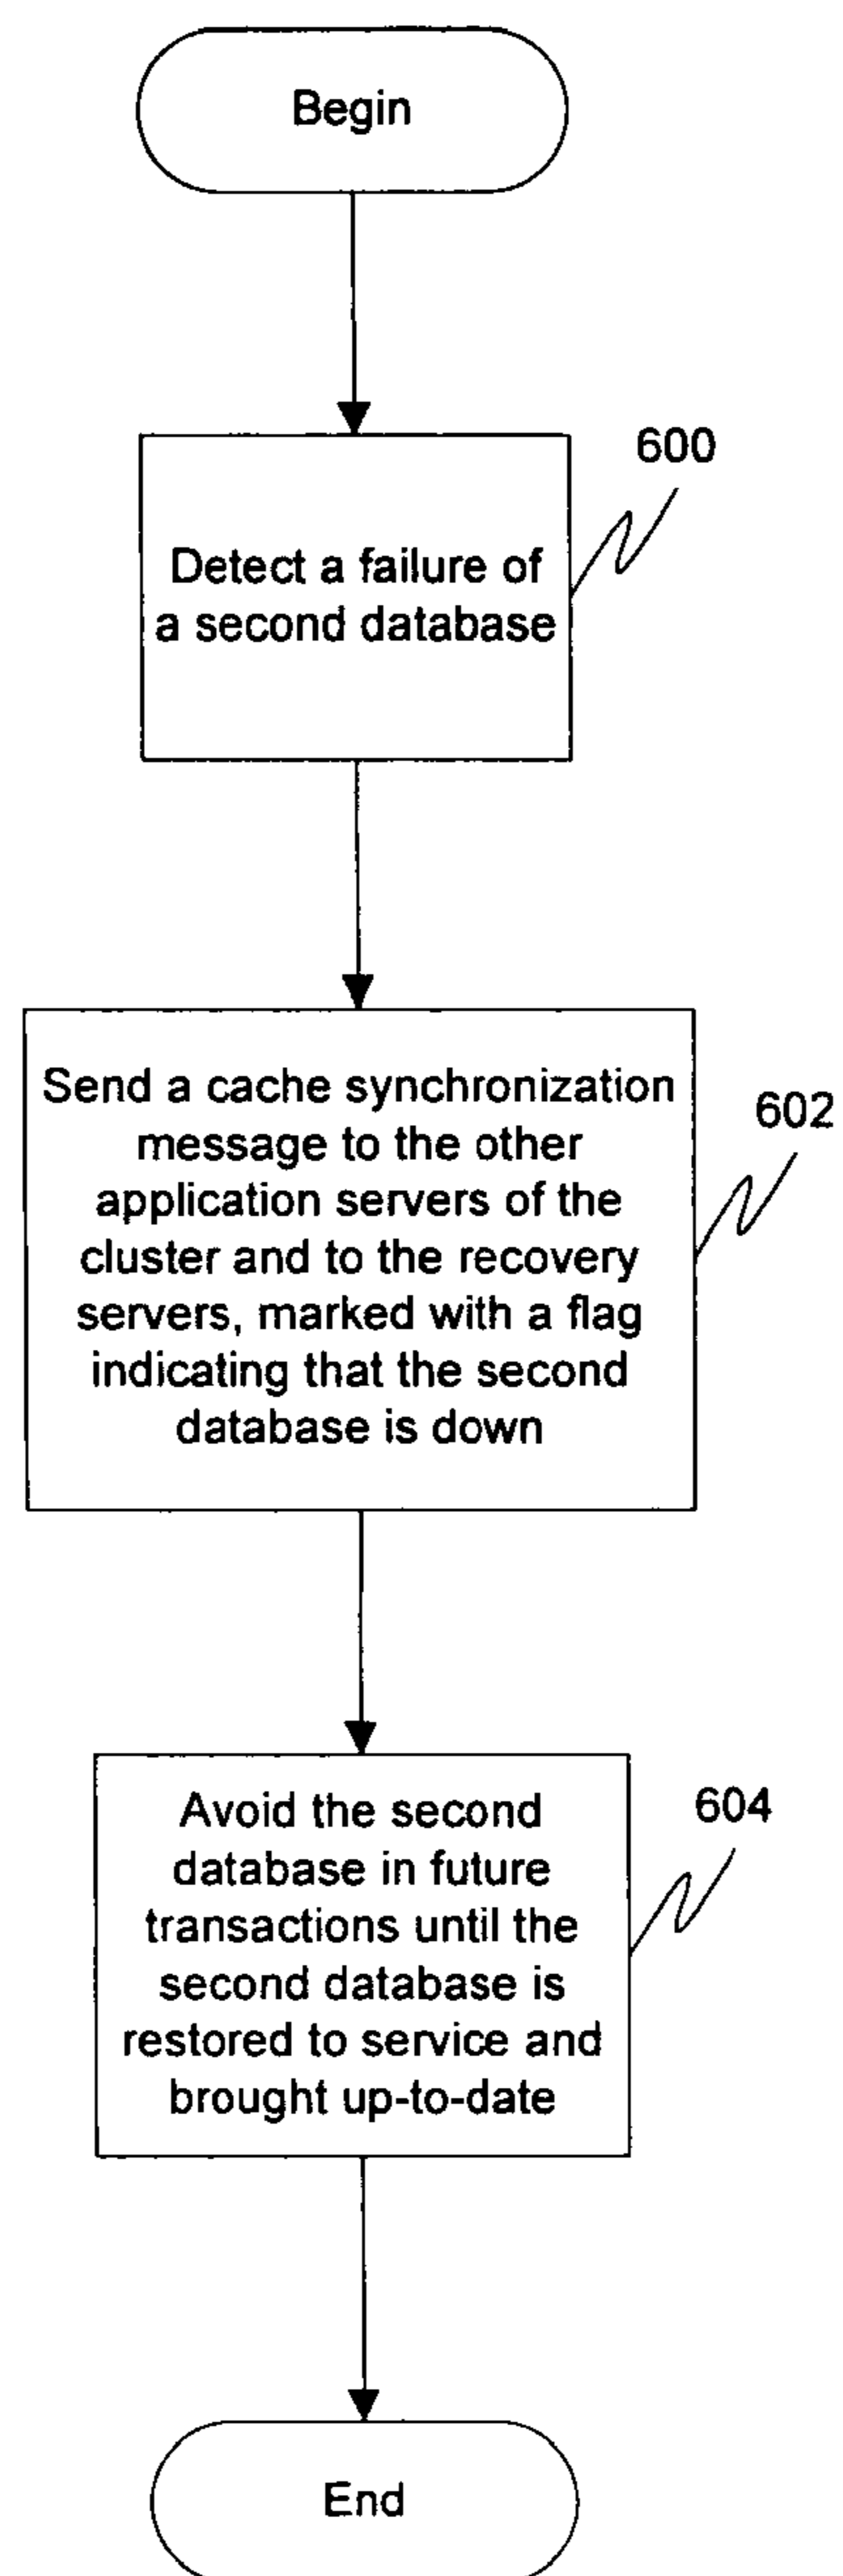 Begin
600
Detect a failure of
a second database
602
Send a cache synchronization
message to the other
application servers of the
cluster and to the recovery
servers, marked with a flag
indicating that the second
database is down
604
Avoid the second
database in future
transactions until the
second database is
restored to service and
brought up-to-date
End